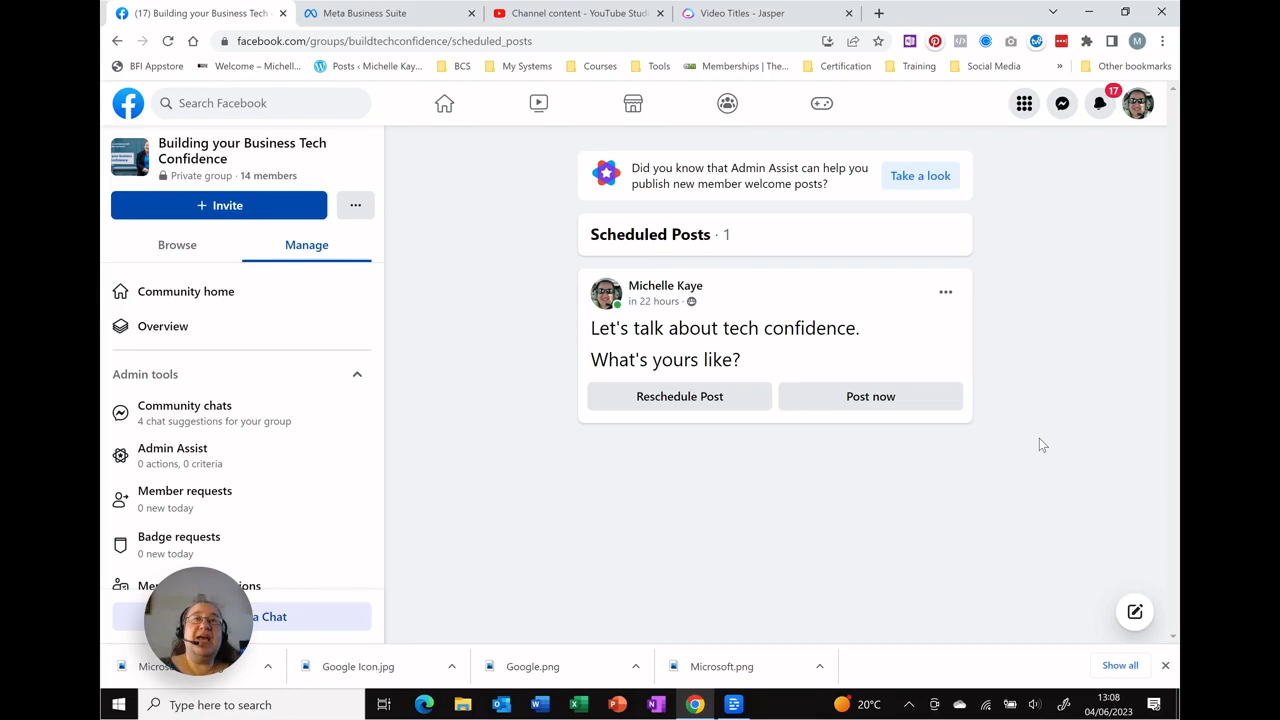 (17) Building your Business Tech
Meta Business Suite
Channel content - YouTube Studi
Video Titles - Jasper
facebook.com/groups/buildtechconfidence/scheduled_posts
BFI Appstore
Welcome – Michell...
Posts ‹ Michelle Kay...
BCS
My Systems
Courses
Tools
Memberships | The...
Certification
Training
Social Media
»
Other bookmarks
M
Search Facebook
17
Building your Business Tech
Confidence
Private group · 14 members
+ Invite
Browse
Manage
Community home
Overview
Admin tools
Community chats
4 chat suggestions for your group
Admin Assist
0 actions, 0 criteria
Member requests
0 new today
Badge requests
0 new today
a Chat
Did you know that Admin Assist can help you
publish new member welcome posts?
Take a look
Scheduled Posts · 1
Michelle Kaye
in 22 hours ·
Let's talk about tech confidence.
What's yours like?
Reschedule Post
Post now
Google Icon.jpg
Google.png
Microsoft.png
Show all
Type here to search
20°C
13:08
04/06/2023